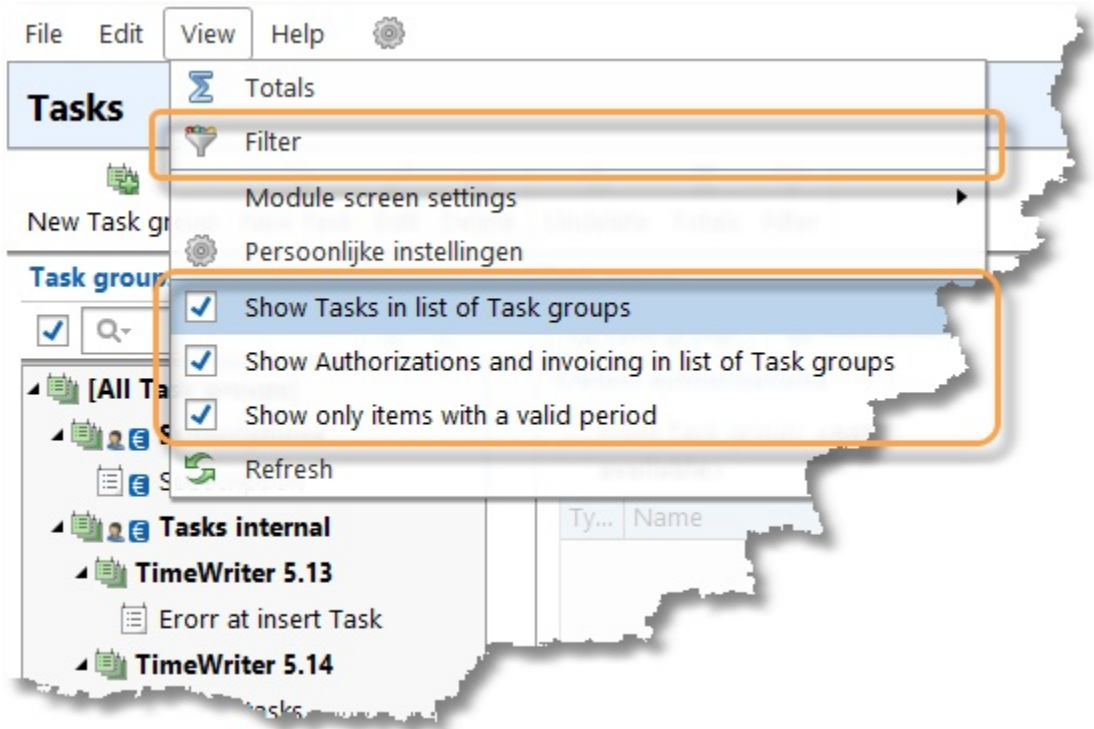 File Edit View Help
Totals
Tasks
Filter
Module screen settings
New Task gr
Persoonlijke instellingen
Task group
Show Tasks in list of Task groups
Show Authorizations and invoicing in list of Task groups
[All Ta
Show only items with a valid period
Refresh
Ty... Name
Tasks internal
TimeWriter 5.13
Erorr at insert Task
TimeWriter 5.14